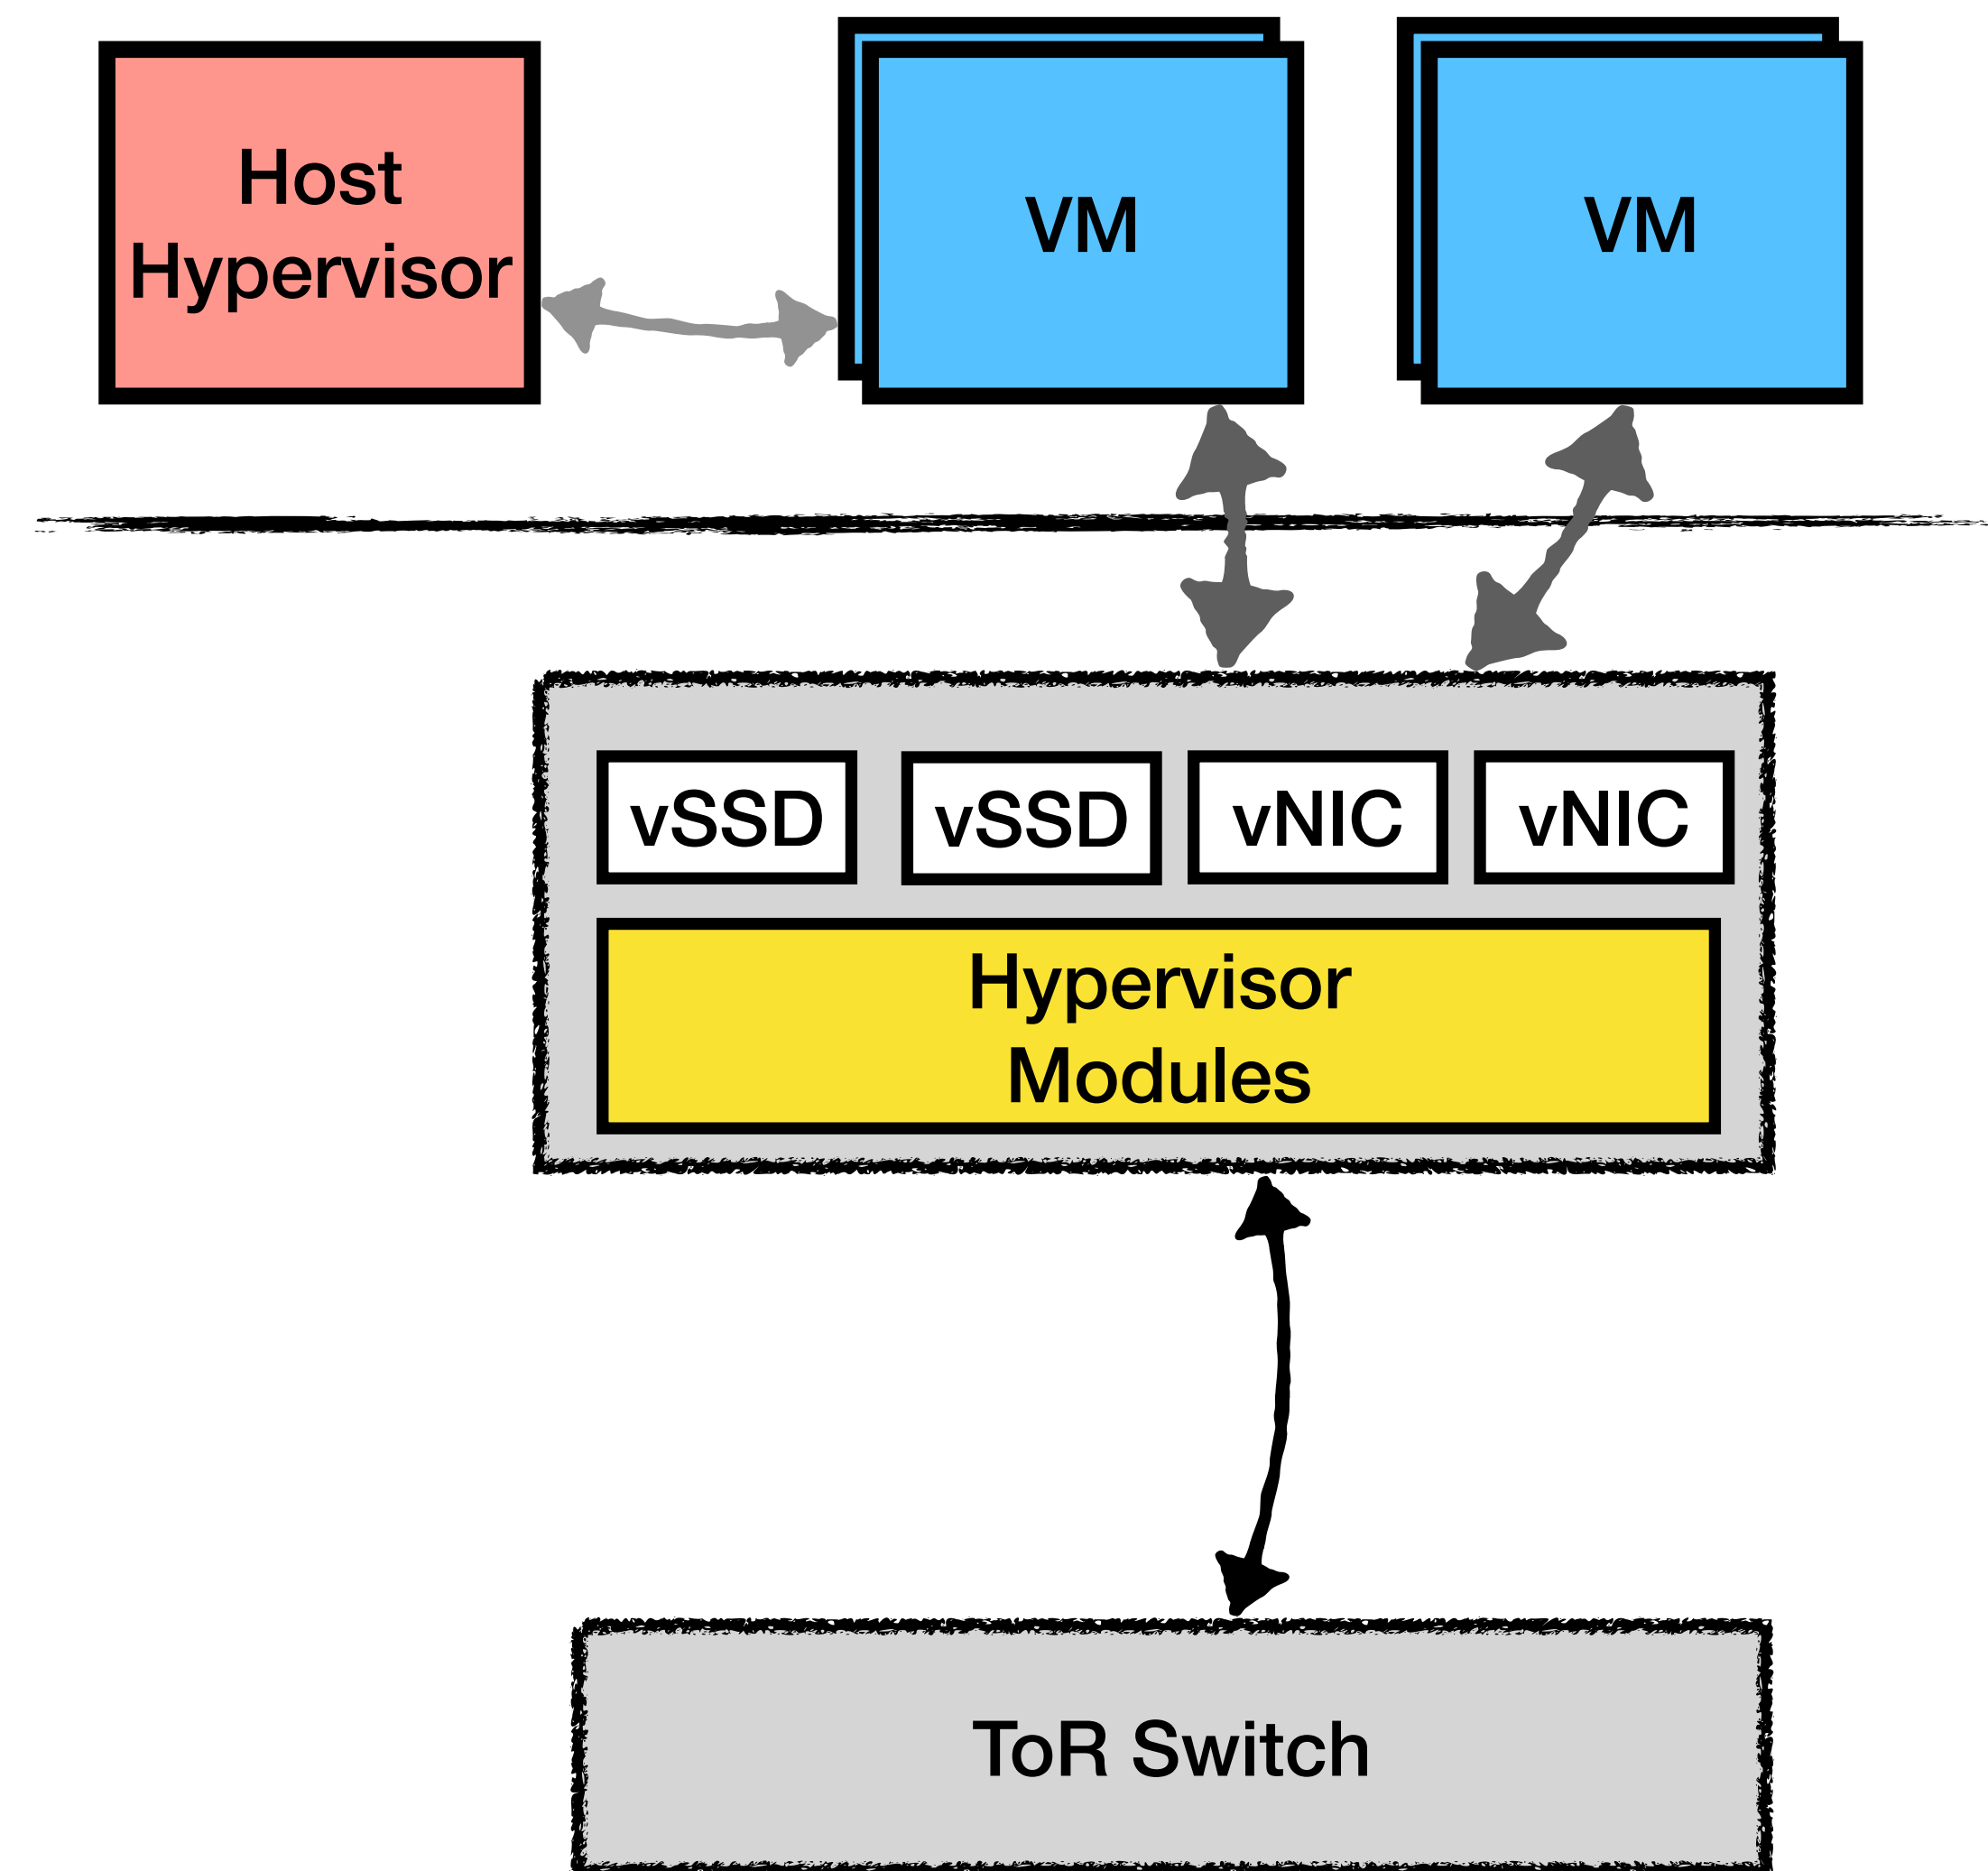 Host
Hypervisor
VM
VM
vSSD
vSSD
vNIC
vNIC
Hypervisor
Modules
ToR Switch